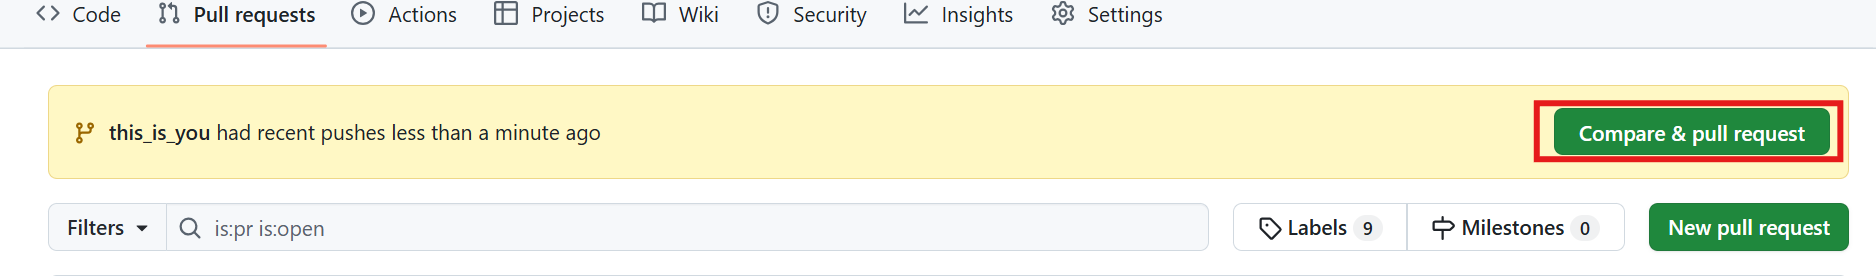 Code Pull requests Actions Projects Wiki Security Insights Settings
this_is_you had recent pushes less than a minute ago Compare & pull request
Filters is:pr is:open Labels 9 Milestones 0 New pull request